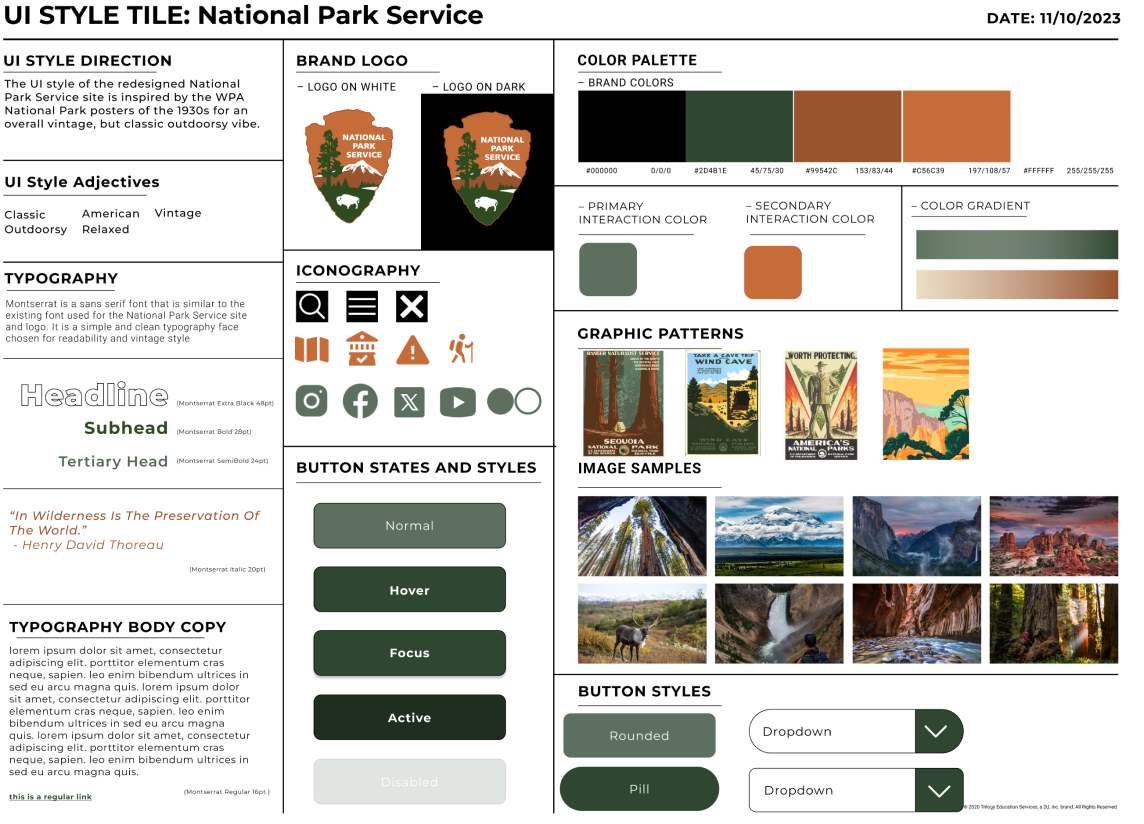 UI STYLE TILE: National Park Service
DATE: 11/10/2023
UI STYLE DIRECTION
The UI style of the redesigned National
Park Service site is inspired by the WPA
National Park posters of the 1930s for an
overall vintage, but classic outdoorsy vibe.
UI Style Adjectives
Classic American Vintage
Outdoorsy Relaxed
TYPOGRAPHY
Montserrat is a sans serif font that is similar to the
existing font used for the National Park Service site
and logo. It is a simple and clean typography face
chosen for readability and vintage style
Headline (Montserrat Extra Black 48pt)
Subhead (Montserrat Bold 28pt)
Tertiary Head (Montserrat SemiBold 24pt)
“In Wilderness Is The Preservation Of
The World.”
- Henry David Thoreau
(Montserrat Italic 20pt)
TYPOGRAPHY BODY COPY
lorem ipsum dolor sit amet, consectetur
adipiscing elit. porttitor elementum cras
neque, sapien. leo enim bibendum ultrices in
sed eu arcu magna quis. lorem ipsum dolor
sit amet, consectetur adipiscing elit. porttitor
elementum cras neque, sapien. leo enim
bibendum ultrices in sed eu arcu magna
quis. lorem ipsum dolor sit amet, consectetur
adipiscing elit. porttitor elementum cras
neque, sapien. leo enim bibendum ultrices in
sed eu arcu magna quis.
(Montserrat Regular 16pt )
this is a regular link
BRAND LOGO
– LOGO ON WHITE
– LOGO ON DARK
NATIONAL
PARK
SERVICE
NATIONAL
PARK
SERVICE
ICONOGRAPHY
BUTTON STATES AND STYLES
Normal
Hover
Focus
Active
Disabled
COLOR PALETTE
– BRAND COLORS
#000000 0/0/0 #2D4B1E 45/75/30 #99542C 153/83/44 #C56C39 197/108/57 #FFFFFF 255/255/255
– PRIMARY
INTERACTION COLOR
– SECONDARY
INTERACTION COLOR
– COLOR GRADIENT
GRAPHIC PATTERNS
RANGER NATURALIST SERVICE
SEQUOIA
NATIONAL PARK
TAKE A CAVE TRIP
WIND CAVE
WIND CAVE
NATIONAL PARK
WORTH PROTECTING
AMERICA'S
NATIONAL PARKS
IMAGE SAMPLES
BUTTON STYLES
Rounded
Dropdown
Pill
Dropdown
© 2020 Trilogy Education Services, a 2U, Inc. brand. All Rights Reserved.